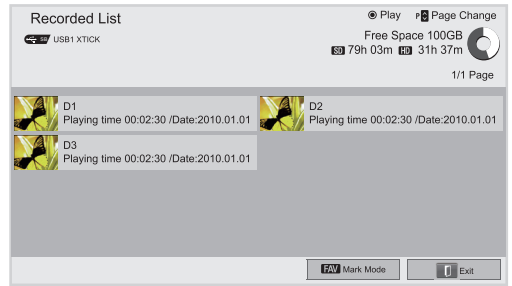 Recorded List
Play P Page Change
USB1 XTICK
Free Space 100GB
SD 79h 03m HD 31h 37m
1/1 Page
D1
Playing time 00:02:30 /Date:2010.01.01
D2
Playing time 00:02:30 /Date:2010.01.01
D3
Playing time 00:02:30 /Date:2010.01.01
FAV Mark Mode
Exit